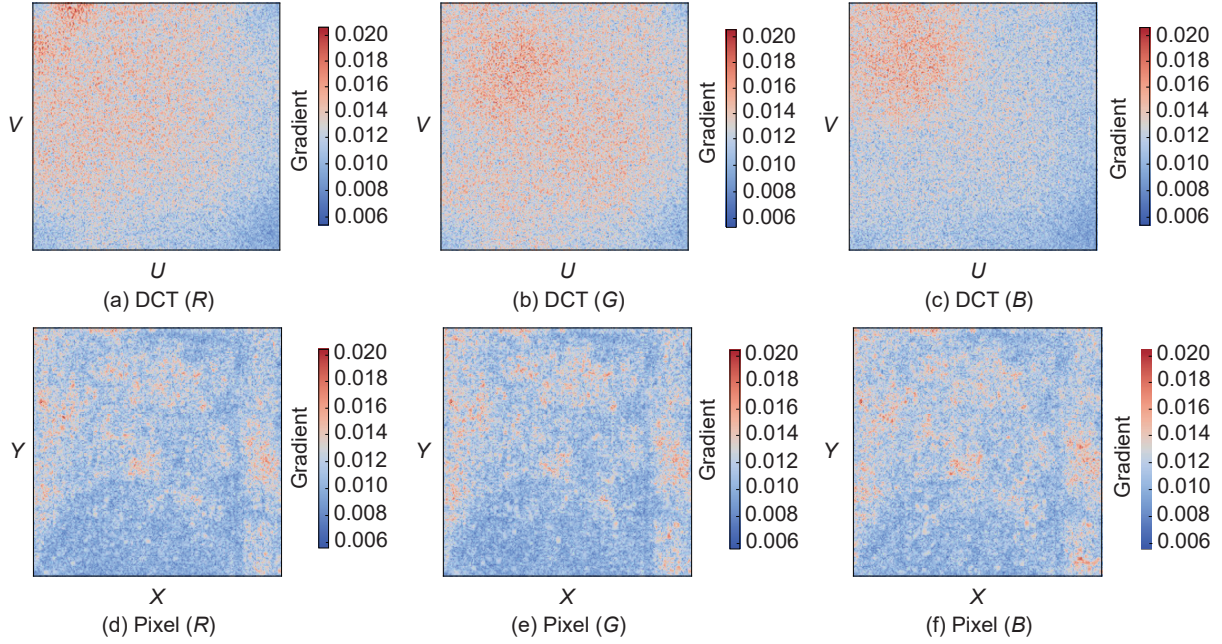 0.020
0.018
0.016
0.014
0.012
0.010
0.008
0.006
Gradient
V
U
(a) DCT (R)
0.020
0.018
0.016
0.014
0.012
0.010
0.008
0.006
Gradient
V
U
(b) DCT (G)
0.020
0.018
0.016
0.014
0.012
0.010
0.008
0.006
Gradient
V
U
(c) DCT (B)
0.020
0.018
0.016
0.014
0.012
0.010
0.008
0.006
Gradient
Y
X
(d) Pixel (R)
0.020
0.018
0.016
0.014
0.012
0.010
0.008
0.006
Gradient
Y
X
(e) Pixel (G)
0.020
0.018
0.016
0.014
0.012
0.010
0.008
0.006
Gradient
Y
X
(f) Pixel (B)